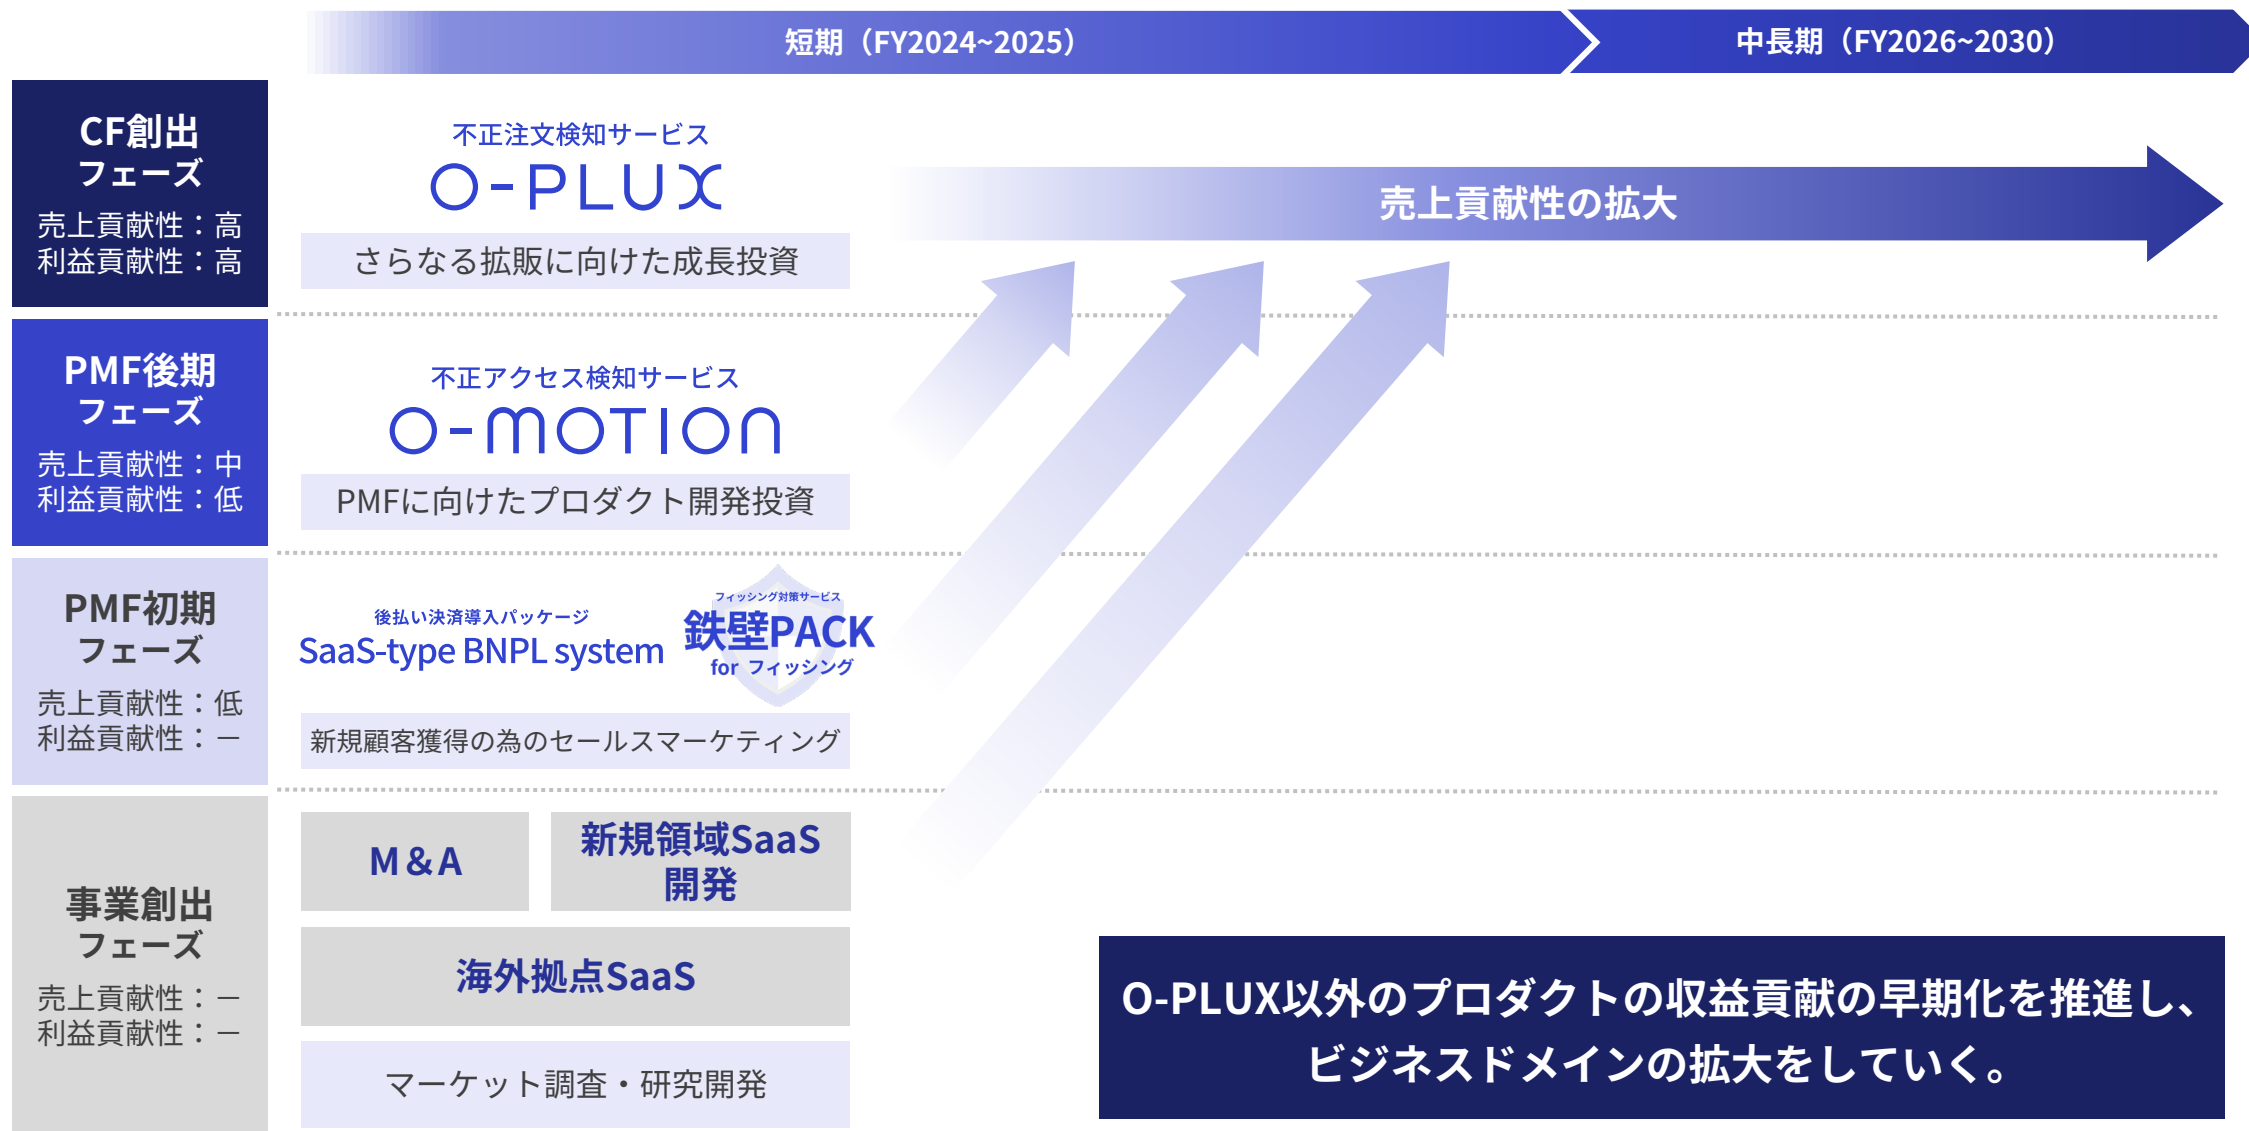 短期（FY2024~2025）
中長期（FY2026~2030）
CF創出
フェーズ
売上貢献性：高
利益貢献性：高
不正注文検知サービス
O-PLUX
さらなる拡販に向けた成長投資
売上貢献性の拡大
PMF後期
フェーズ
売上貢献性：中
利益貢献性：低
不正アクセス検知サービス
O-MOTION
PMFに向けたプロダクト開発投資
PMF初期
フェーズ
売上貢献性：低
利益貢献性：－
後払い決済導入パッケージ
SaaS-type BNPL system
フィッシング対策サービス
鉄壁PACK
for フィッシング
新規顧客獲得の為のセールスマーケティング
事業創出
フェーズ
売上貢献性：－
利益貢献性：－
M＆A
新規領域SaaS
開発
海外拠点SaaS
マーケット調査・研究開発
O-PLUX以外のプロダクトの収益貢献の早期化を推進し、
ビジネスドメインの拡大をしていく。